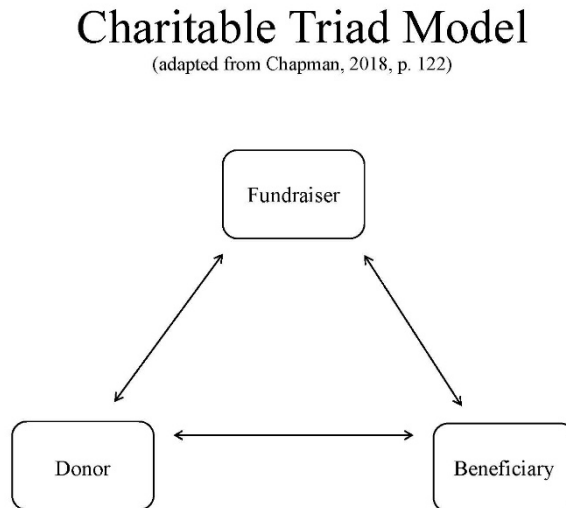 Charitable Triad Model
(adapted from Chapman, 2018, p. 122)
Fundraiser
Donor
Beneficiary